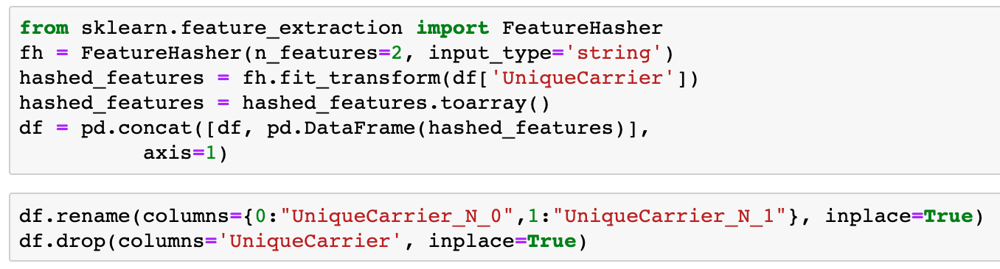 from sklearn.feature_extraction import FeatureHasher
fh = FeatureHasher(n_features=2, input_type='string')
hashed_features = fh.fit_transform(df['UniqueCarrier'])
hashed_features = hashed_features.toarray()
df = pd.concat([df, pd.DataFrame(hashed_features)],
          axis=1)
df.rename(columns={0:"UniqueCarrier_N_0",1:"UniqueCarrier_N_1"}, inplace=True)
df.drop(columns='UniqueCarrier', inplace=True)